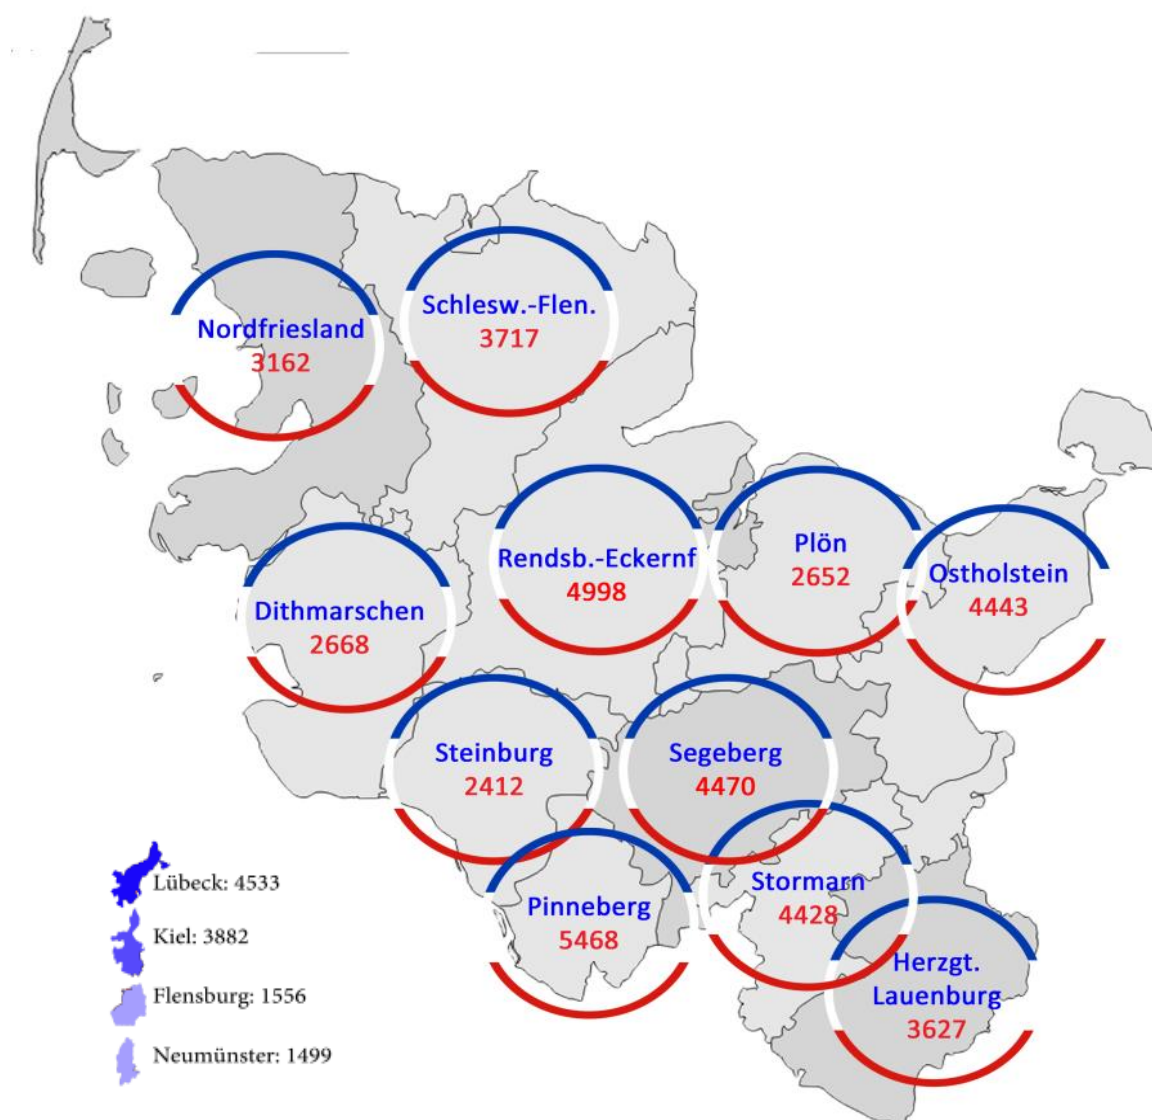 Schlesw.-Flen.
3717
Nordfriesland
3162
Rendsb.-Eckernf
4998
Plön
2652
Ostholstein
4443
Dithmarschen
2668
Steinburg
2412
Segeberg
4470
Stormarn
4428
Pinneberg
5468
Herzgt.
Lauenburg
3627
Lübeck: 4533
Kiel: 3882
Flensburg: 1556
Neumünster: 1499